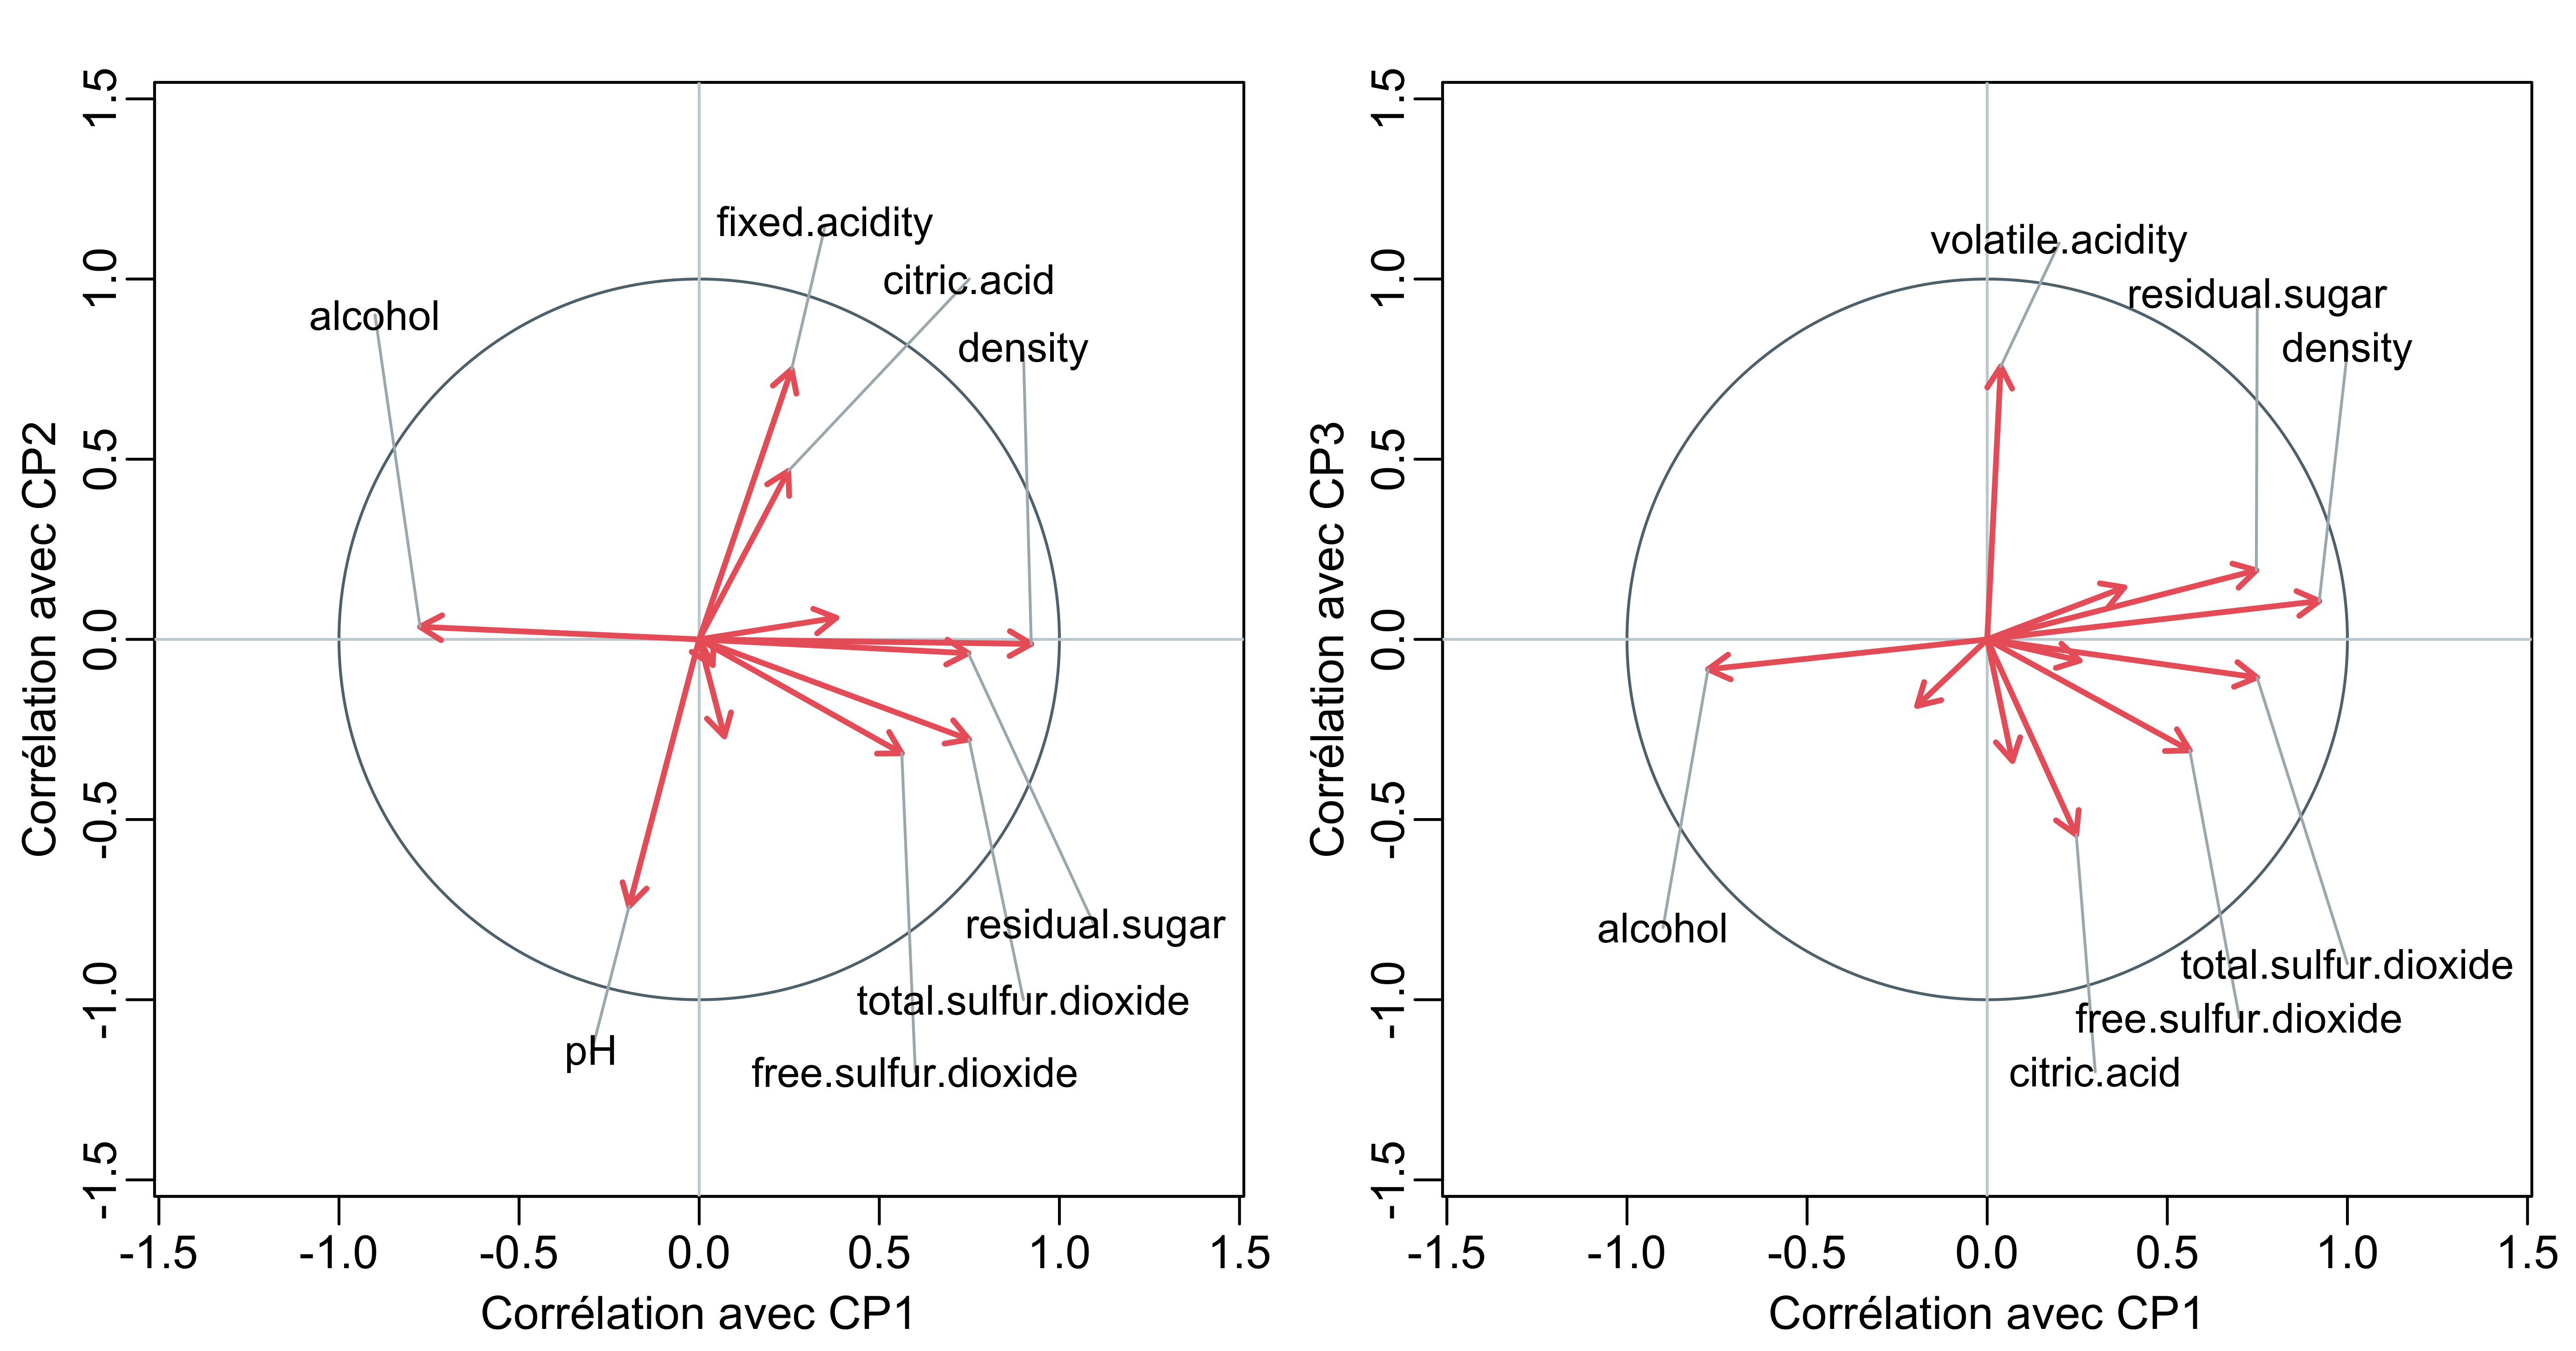 1.5
1.0
0.5
0.0
-0.5
-1.0
-1.5
Corrélation avec CP2
fixed.acidity
citric.acid
alcohol
density
residual.sugar
total.sulfur.dioxide
pH
free.sulfur.dioxide
-1.5 -1.0 -0.5 0.0 0.5 1.0 1.5
Corrélation avec CP1
1.5
1.0
0.5
0.0
-0.5
-1.0
-1.5
Corrélation avec CP3
volatile.acidity
residual.sugar
density
alcohol
total.sulfur.dioxide
free.sulfur.dioxide
citric.acid
-1.5 -1.0 -0.5 0.0 0.5 1.0 1.5
Corrélation avec CP1